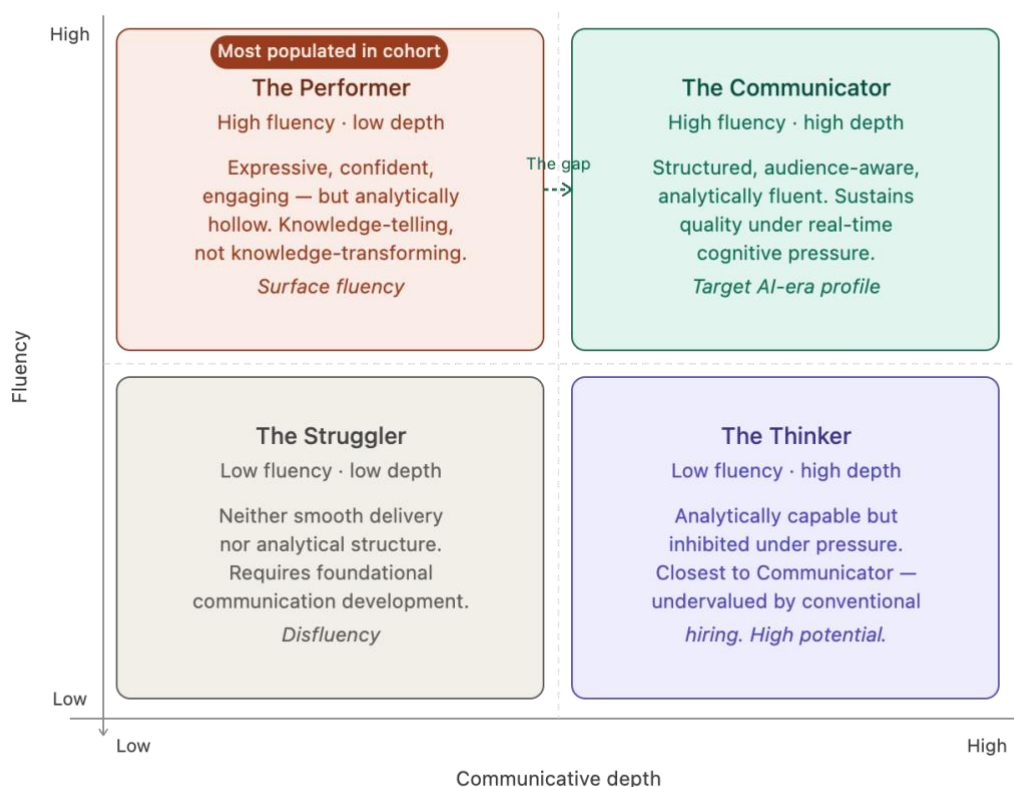 High
Most populated in cohort
The Performer
High fluency · low depth
Expressive, confident,
engaging — but analytically
hollow. Knowledge-telling,
not knowledge-transforming.
Surface fluency
The gap
The Communicator
High fluency · high depth
Structured, audience-aware,
analytically fluent. Sustains
quality under real-time
cognitive pressure.
Target AI-era profile
Fluency
The Struggler
Low fluency · low depth
Neither smooth delivery
nor analytical structure.
Requires foundational
communication development.
Disfluency
The Thinker
Low fluency · high depth
Analytically capable but
inhibited under pressure.
Closest to Communicator —
undervalued by conventional
hiring. High potential.
Low
Low
High
Communicative depth